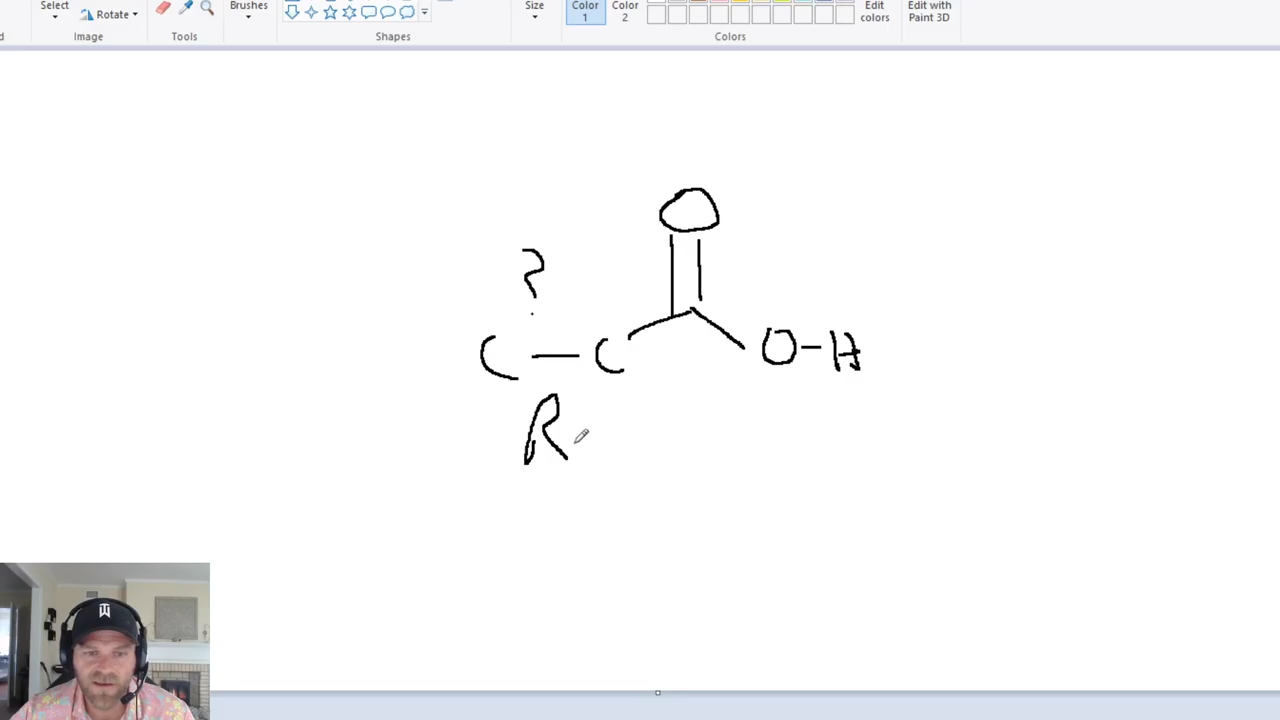 Select
Rotate
Image
Tools
Brushes
Shapes
Size
Color
1
Color
2
Colors
Edit
colors
Edit with
Paint 3D
O
?
C — C
O-H
R